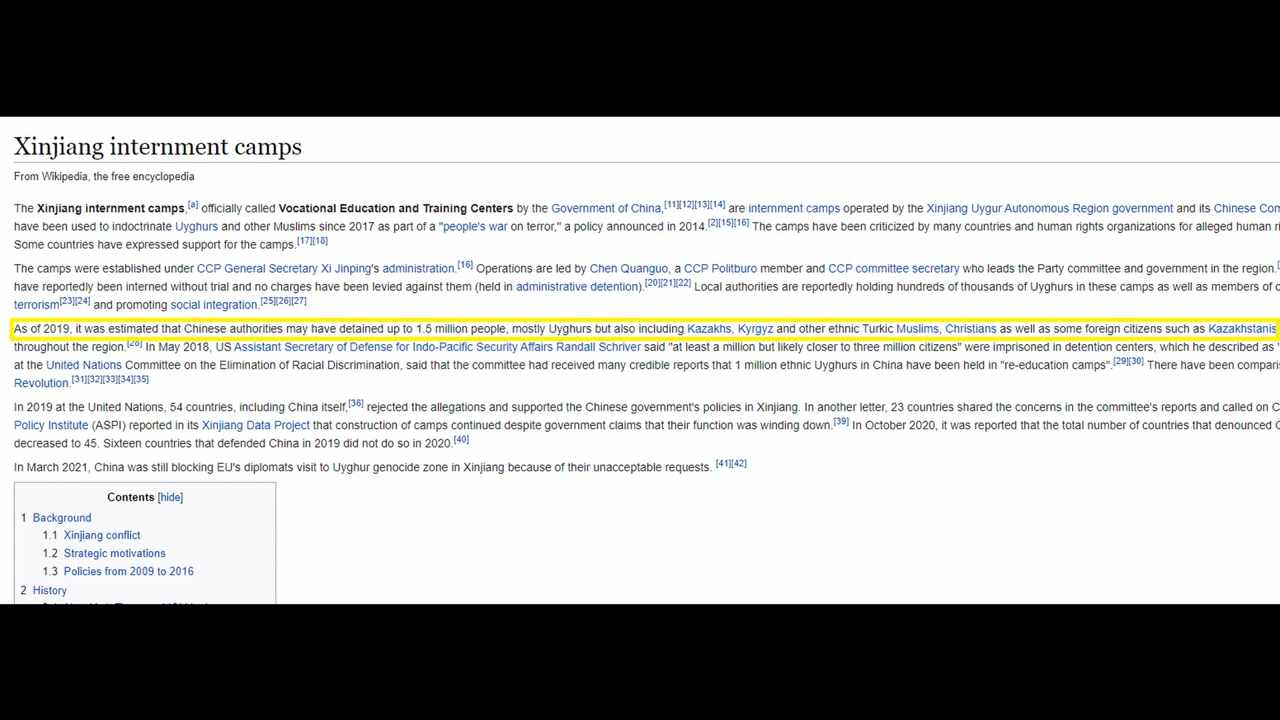 Xinjiang internment camps
From Wikipedia, the free encyclopedia
The Xinjiang internment camps,[a] officially called Vocational Education and Training Centers by the Government of China,[11][12][13][14] are internment camps operated by the Xinjiang Uygur Autonomous Region government and its Chinese Com
have been used to indoctrinate Uyghurs and other Muslims since 2017 as part of a "people's war on terror," a policy announced in 2014.[2][15][16] The camps have been criticized by many countries and human rights organizations for alleged human ri
Some countries have expressed support for the camps.[17][18]
The camps were established under CCP General Secretary Xi Jinping's administration.[16] Operations are led by Chen Quanguo, a CCP Politburo member and CCP committee secretary who leads the Party committee and government in the region.[
have reportedly been interned without trial and no charges have been levied against them (held in administrative detention).[20][21][22] Local authorities are reportedly holding hundreds of thousands of Uyghurs in these camps as well as members of o
terrorism[23][24] and promoting social integration.[25][26][27]
As of 2019, it was estimated that Chinese authorities may have detained up to 1.5 million people, mostly Uyghurs but also including Kazakhs, Kyrgyz and other ethnic Turkic Muslims, Christians as well as some foreign citizens such as Kazakhstanis
throughout the region.[28] In May 2018, US Assistant Secretary of Defense for Indo-Pacific Security Affairs Randall Schriver said "at least a million but likely closer to three million citizens" were imprisoned in detention centers, which he described as "
at the United Nations Committee on the Elimination of Racial Discrimination, said that the committee had received many credible reports that 1 million ethnic Uyghurs in China have been held in "re-education camps".[29][30] There have been comparis
Revolution.[31][32][33][34][35]
In 2019 at the United Nations, 54 countries, including China itself,[36] rejected the allegations and supported the Chinese government's policies in Xinjiang. In another letter, 23 countries shared the concerns in the committee's reports and called on C
Policy Institute (ASPI) reported in its Xinjiang Data Project that construction of camps continued despite government claims that their function was winding down.[39] In October 2020, it was reported that the total number of countries that denounced C
decreased to 45. Sixteen countries that defended China in 2019 did not do so in 2020.[40]
In March 2021, China was still blocking EU's diplomats visit to Uyghur genocide zone in Xinjiang because of their unacceptable requests. [41][42]
Contents [hide]
1 Background
1.1 Xinjiang conflict
1.2 Strategic motivations
1.3 Policies from 2009 to 2016
2 History